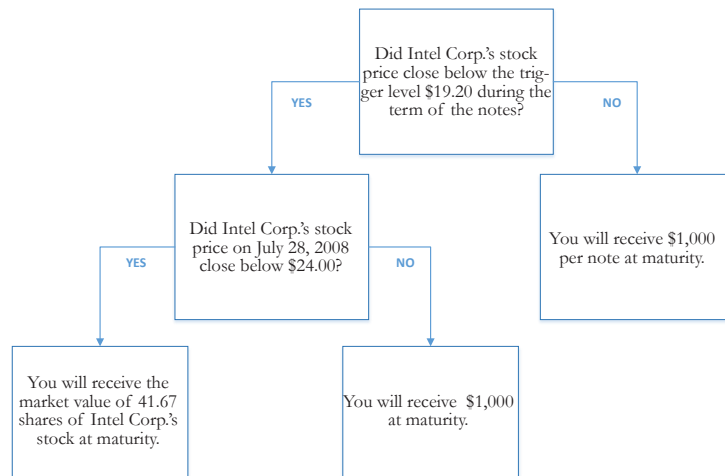 Did Intel Corp.'s stock
price close below the trig-
ger level $19.20 during the
term of the notes?
YES
NO
Did Intel Corp.'s stock
price on July 28, 2008
close below $24.00?
You will receive $1,000
per note at maturity.
YES
NO
You will receive the
market value of 41.67
shares of Intel Corp.'s
stock at maturity.
You will receive $1,000
at maturity.